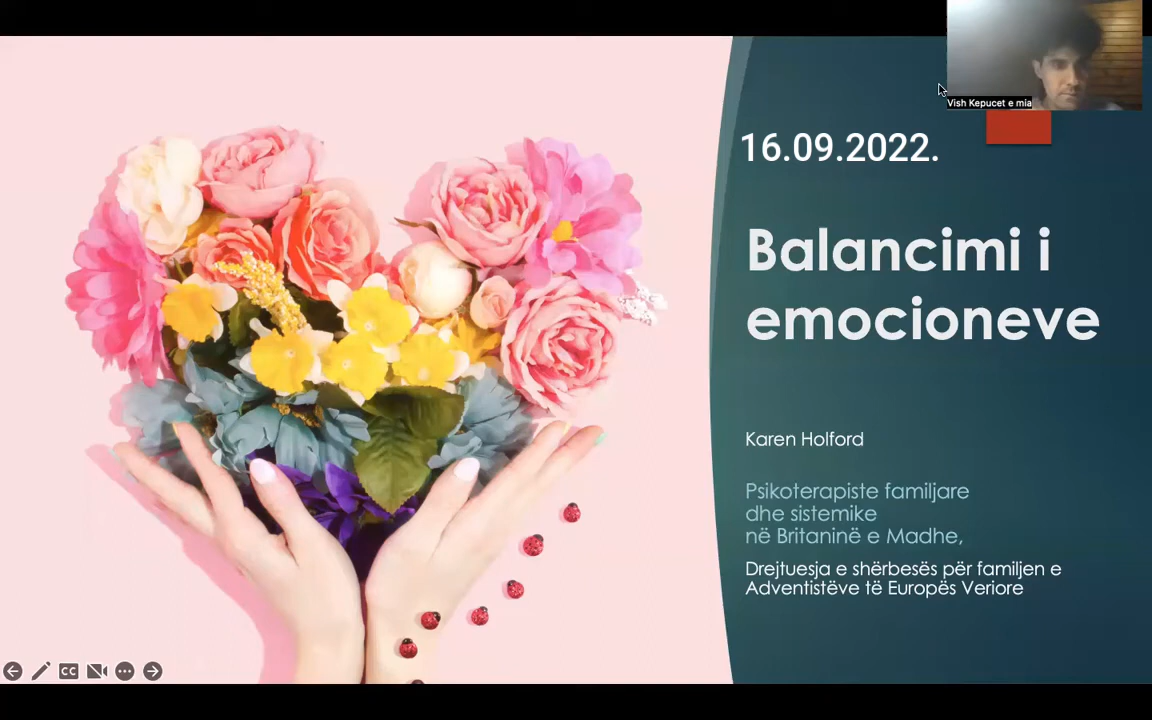 Vish Kepucet e mia
16.09.2022.
Balancimi i
emocioneve
Karen Holford
Psikoterapiste familjare
dhe sistemike
në Britaninë e Madhe,
Drejtuesja e shërbesës për familjen e
Adventistëve të Europës Veriore
CC